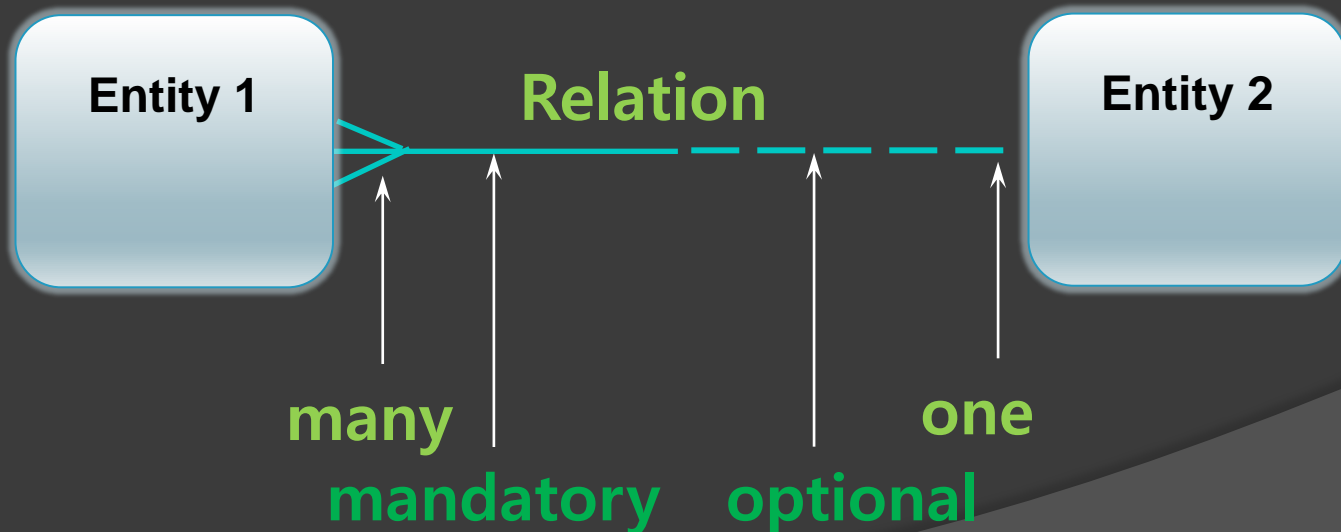 Entity 1
Relation
Entity 2
many
one
mandatory
optional